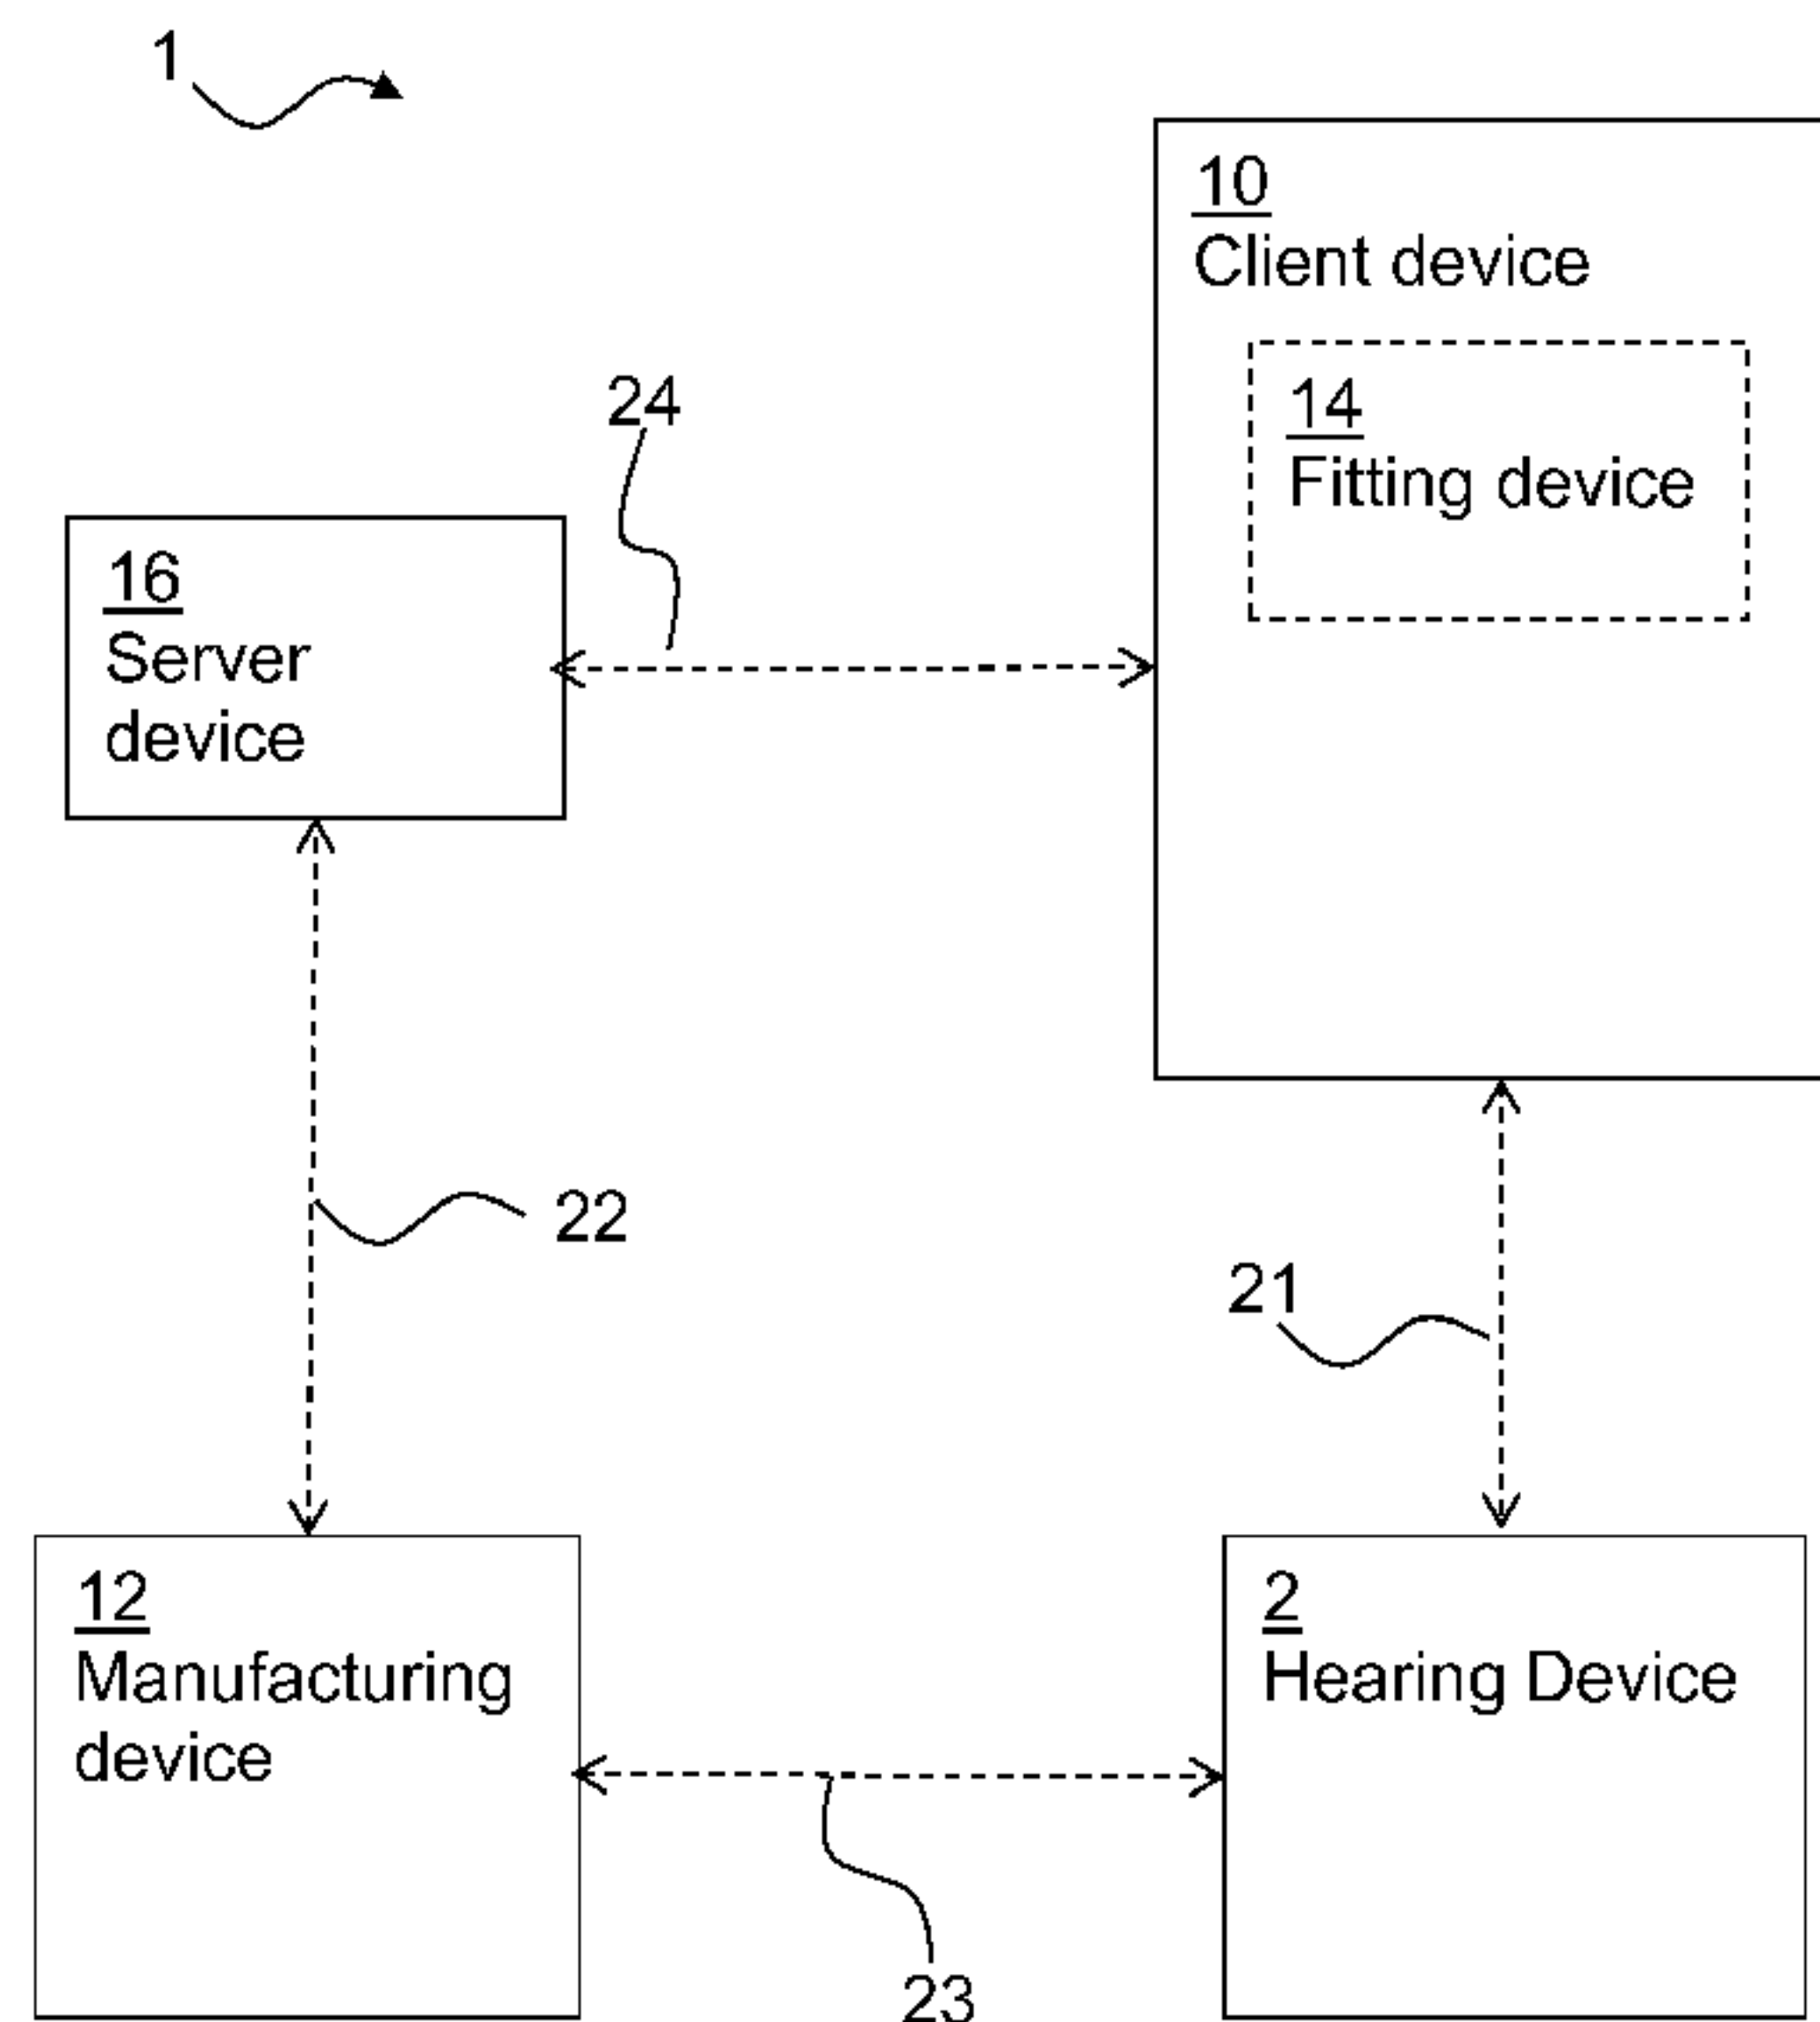 1
10
Client device
14
Fitting device
24
16
Server
device
22
21
12
Manufacturing
device
2
Hearing Device
23